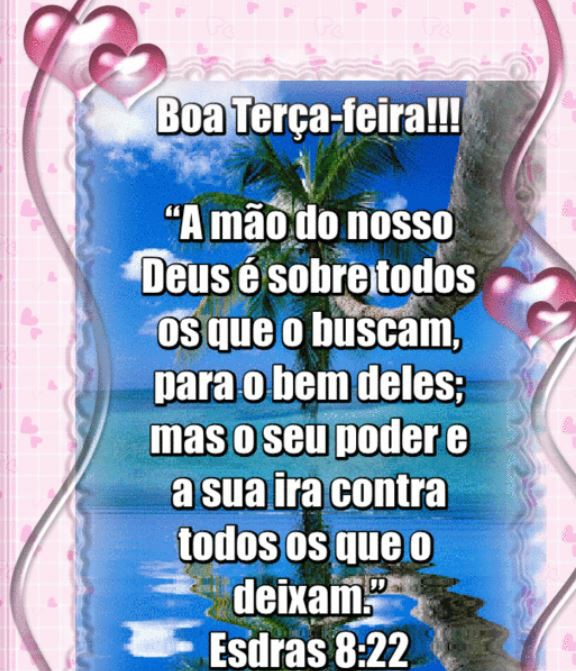 Boa Terça-feira!!!
“A mão do nosso
Deus é sobre todos
os que o buscam,
para o bem deles;
mas o seu poder e
a sua ira contra
todos os que o
deixam.”
Esdras 8:22